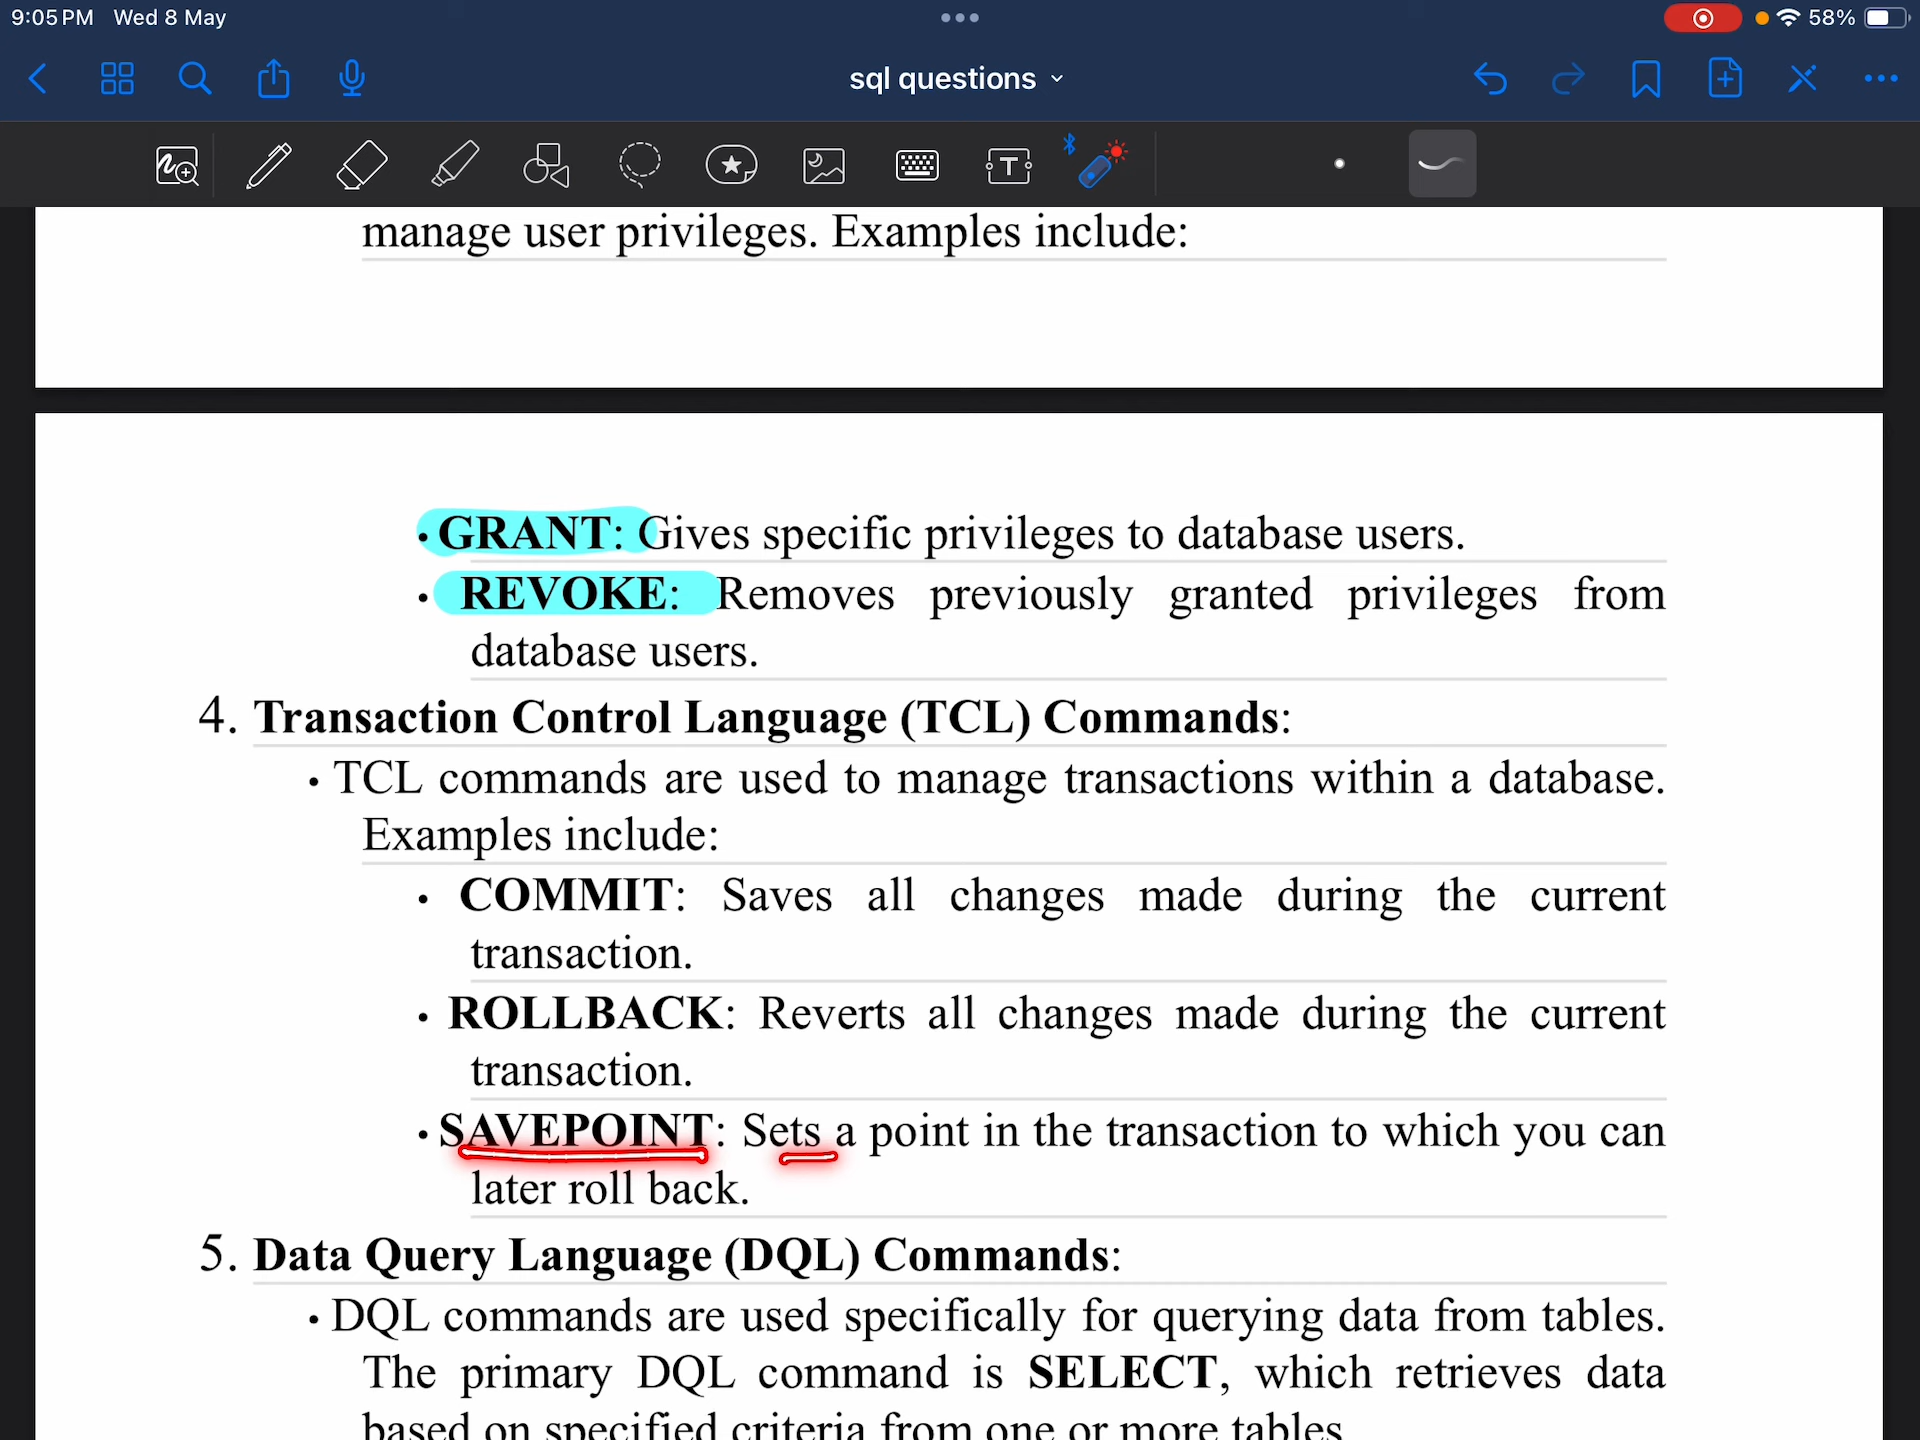 9:05 PM Wed 8 May
58%
sql questions
T
manage user privileges. Examples include:
• GRANT: Gives specific privileges to database users.
• REVOKE: Removes previously granted privileges from
database users.
4. Transaction Control Language (TCL) Commands:
• TCL commands are used to manage transactions within a database.
Examples include:
• COMMIT: Saves all changes made during the current
transaction.
• ROLLBACK: Reverts all changes made during the current
transaction.
• SAVEPOINT: Sets a point in the transaction to which you can
later roll back.
5. Data Query Language (DQL) Commands:
• DQL commands are used specifically for querying data from tables.
The primary DQL command is SELECT, which retrieves data
based on specified criteria from one or more tables.